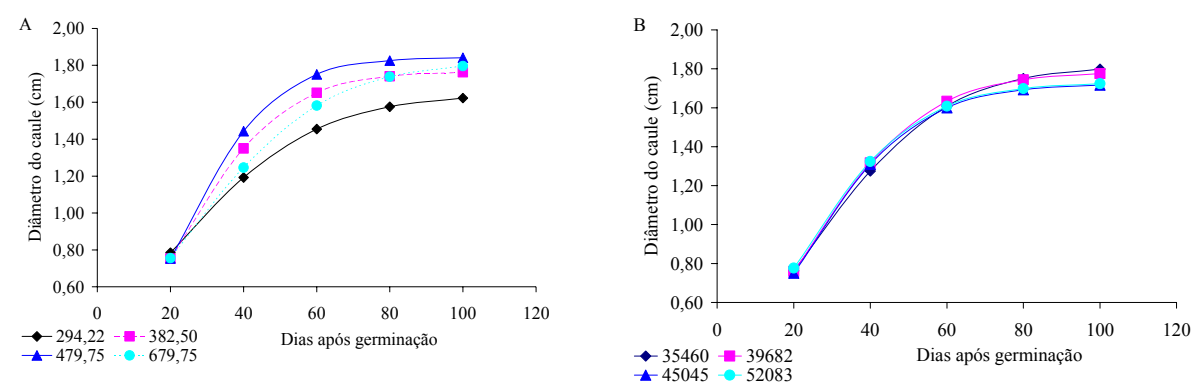 A
2,00
1,80
1,60
1,40
1,20
1,00
0,80
0,60
Diâmetro do caule (cm)
0 20 40 60 80 100 120
Dias após germinação
294,22 382,50
479,75 679,75
B
2,00
1,80
1,60
1,40
1,20
1,00
0,80
0,60
Diâmetro do caule (cm)
0 20 40 60 80 100 120
Dias após germinação
35460 39682
45045 52083